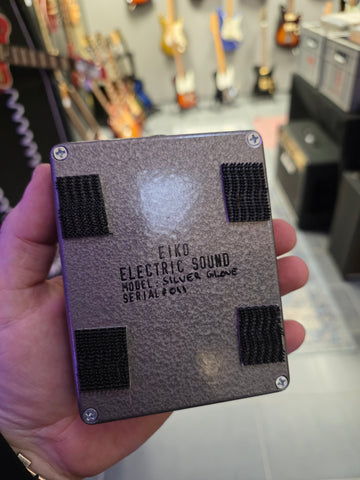 EIKO
ELECTRIC SOUND
MODEL: SILVER GLOVE
SERIAL# 011